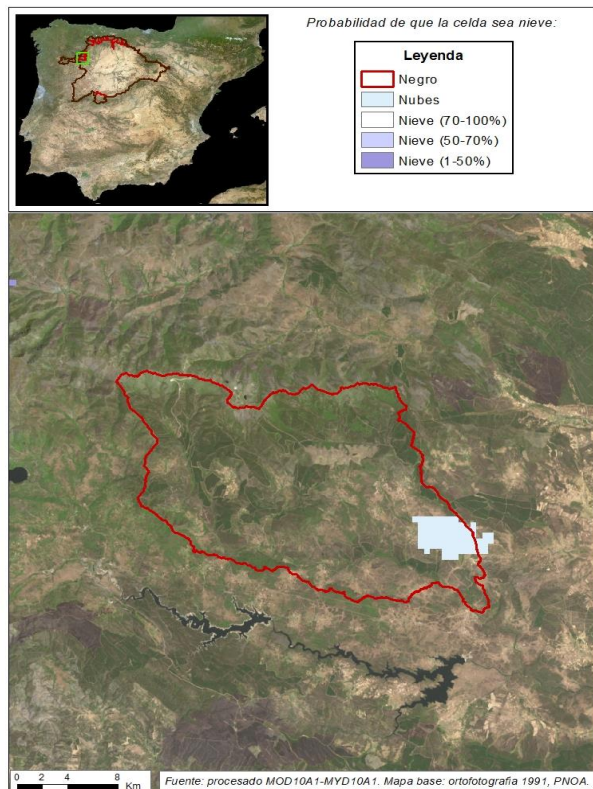 Probabilidad de que la celda sea nieve:
Leyenda
Negro
Nubes
Nieve (70-100%)
Nieve (50-70%)
Nieve (1-50%)
0 2 4 8
Km
Fuente: procesado MOD10A1-MYD10A1. Mapa base: ortofotografía 1991, PNOA.